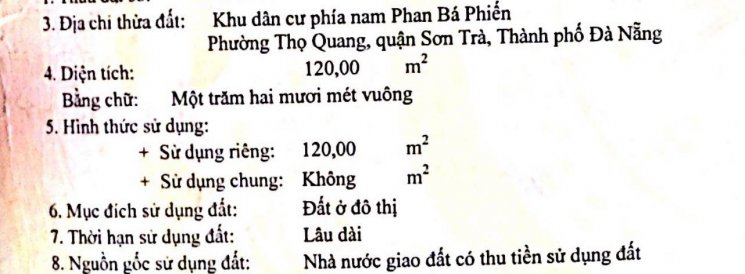 3. Địa chỉ thửa đất: Khu dân cư phía nam Phan Bá Phiến
Phường Thọ Quang, quận Sơn Trà, Thành phố Đà Nẵng
4. Diện tích: 120,00 m²
Bằng chữ: Một trăm hai mươi mét vuông
5. Hình thức sử dụng:
+ Sử dụng riêng: 120,00 m²
+ Sử dụng chung: Không m²
6. Mục đích sử dụng đất: Đất ở đô thị
7. Thời hạn sử dụng đất: Lâu dài
8. Nguồn gốc sử dụng đất: Nhà nước giao đất có thu tiền sử dụng đất